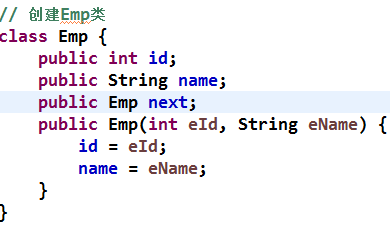 // 创建Emp类
class Emp {
    public int id;
    public String name;
    public Emp next;
    public Emp(int eId, String eName) {
        id = eId;
        name = eName;
    }
}